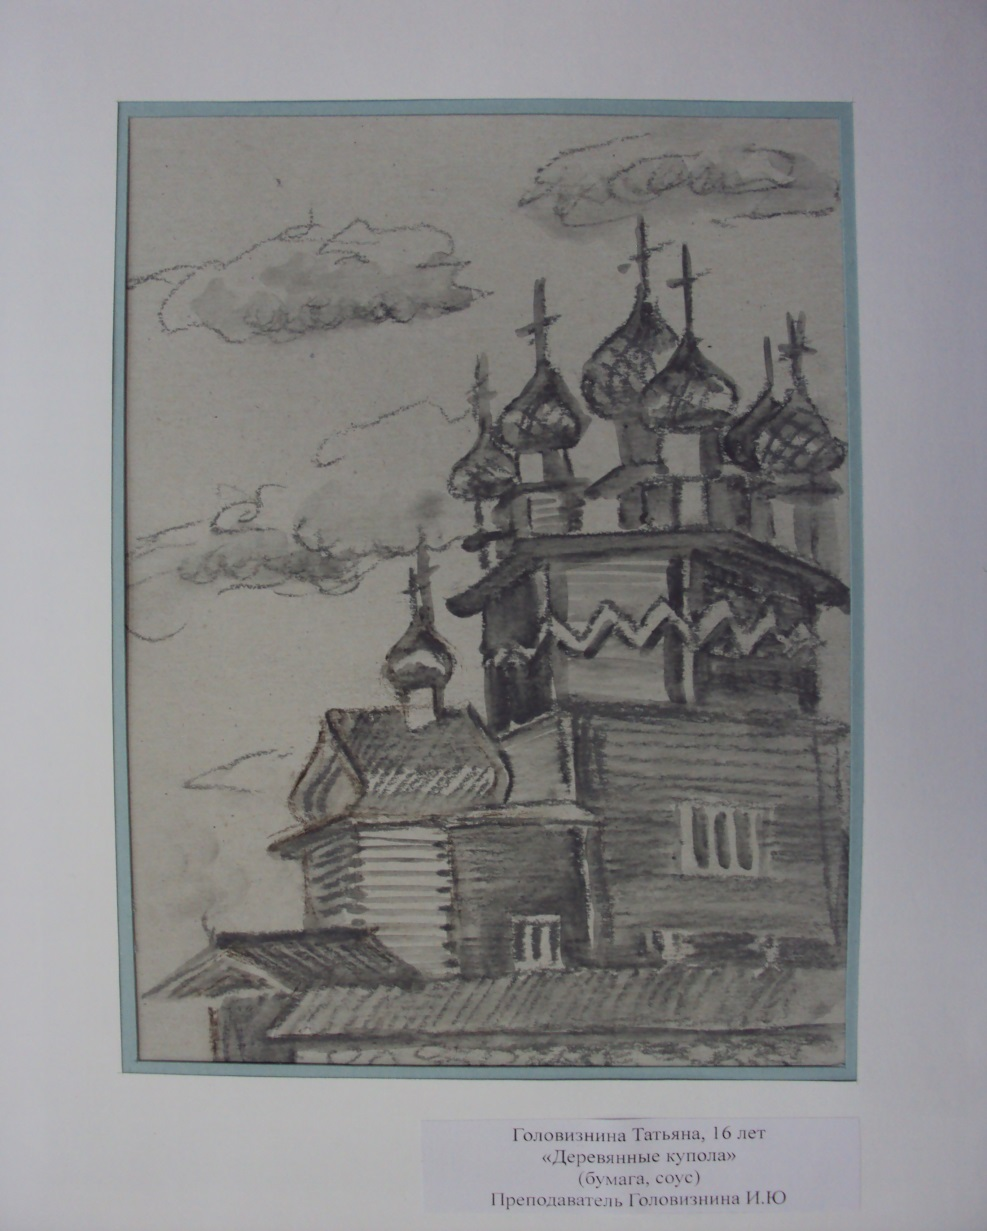 Головизнина Татьяна, 16 лет
«Деревянные купола»
(бумага, соус)
Преподаватель Головизнина И.Ю